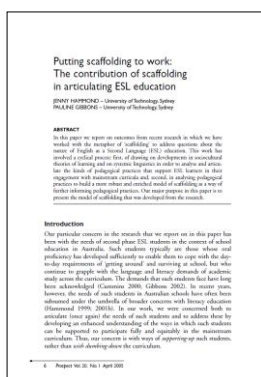 Putting scaffolding to work:
The contribution of scaffolding
in articulating ESL education
JENNY HAMMOND – University of Technology, Sydney
PAULINE GIBBONS – University of Technology, Sydney
ABSTRACT
In this paper we report on outcomes from recent research in which we have
worked with the metaphor of 'scaffolding' to address questions about the
nature of English as a Second Language (ESL) education. This work has
involved a cyclical process: first, of drawing on developments in sociocultural
theories of learning and on systemic linguistics in order to analyse and articu-
late the kinds of pedagogical practices that support ESL learners in their
engagement with mainstream curricula and, second, in analysing pedagogical
practices to build a more robust and enriched model of scaffolding as a way of
further informing pedagogical practices. Our major purpose in this paper is to
present the model of scaffolding that was developed from the research.
Introduction
Our particular concern in the research that we report on in this paper has
been with the needs of second phase ESL students in the context of school
education in Australia. Such students typically are those whose oral
proficiency has developed sufficiently to enable them to cope with the day-
to-day requirements of 'getting around' and surviving at school, but who
continue to grapple with the language and literacy demands of academic
study across the curriculum. The demands that such students face have long
been acknowledged (Cummins 2000; Gibbons 2002). In recent years,
however, the needs of such students in Australian schools have often been
subsumed under the umbrella of broader concerns with literacy education
(Hammond 1999, 2001b). In our work, we were concerned both to
articulate (once again) the needs of such students and to address these by
developing an enhanced understanding of the ways in which such students
can be supported to participate fully and equitably in the mainstream
curriculum. Thus, our concern is with ways of supporting-up such students,
rather than with dumbing-down the curriculum.
6 Prospect Vol. 20, No. 1 April 2005